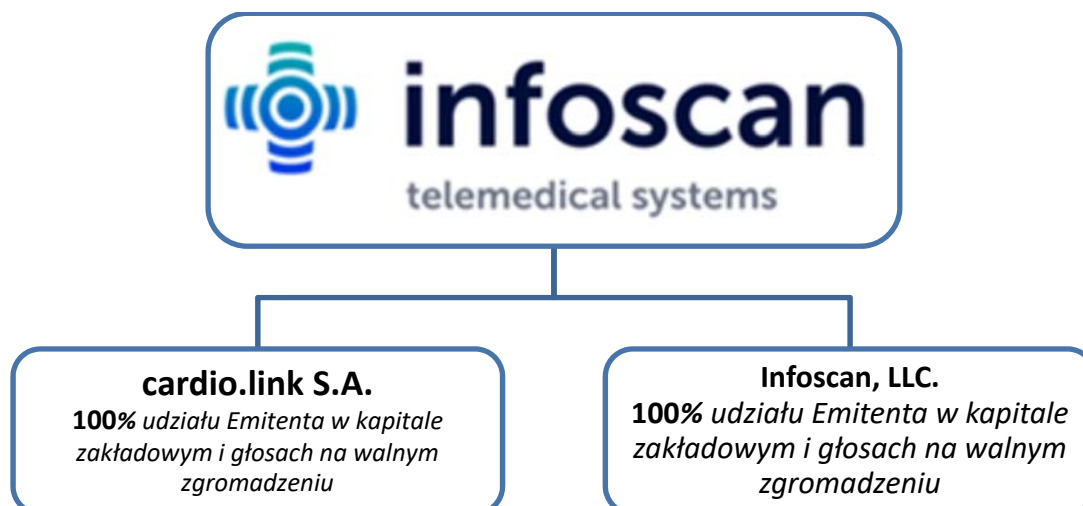 infoscan
telemedical systems
cardio.link S.A.
100% udziału Emitenta w kapitale
zakładowym i głosach na walnym
zgromadzeniu
Infoscan, LLC.
100% udziału Emitenta w kapitale
zakładowym i głosach na walnym
zgromadzeniu